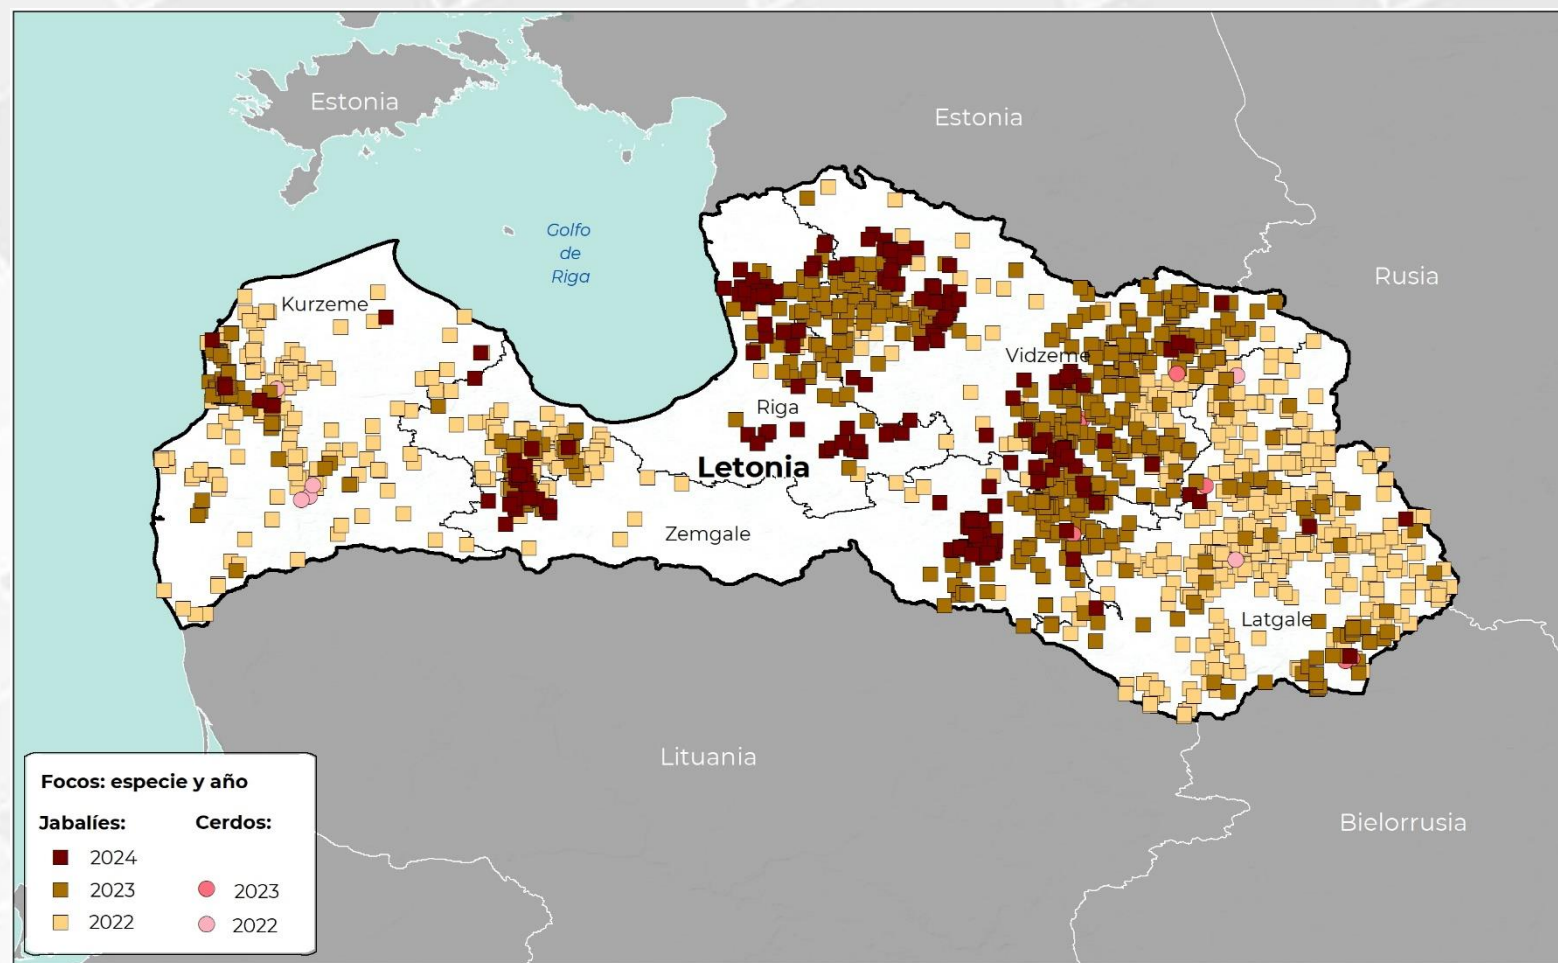 Estonia
Estonia
Golfo
de
Riga
Rusia
Kurzeme
Vidzeme
Riga
Letonia
Zemgale
Latgale
Lituania
Bielorrusia
Focos: especie y año
Jabalíes: Cerdos:
2024
2023 2023
2022 2022